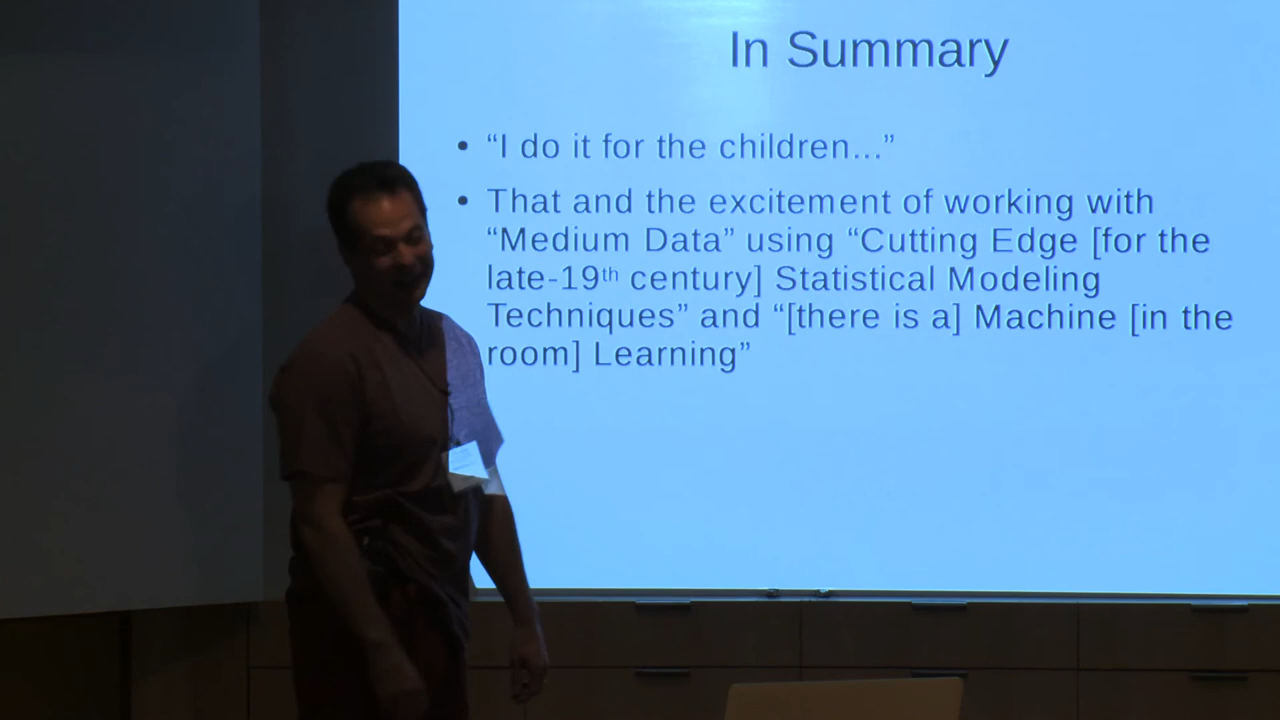 In Summary
• “I do it for the children...”
• That and the excitement of working with
“Medium Data” using “Cutting Edge [for the
late-19th century] Statistical Modeling
Techniques” and “[there is a] Machine [in the
room] Learning”